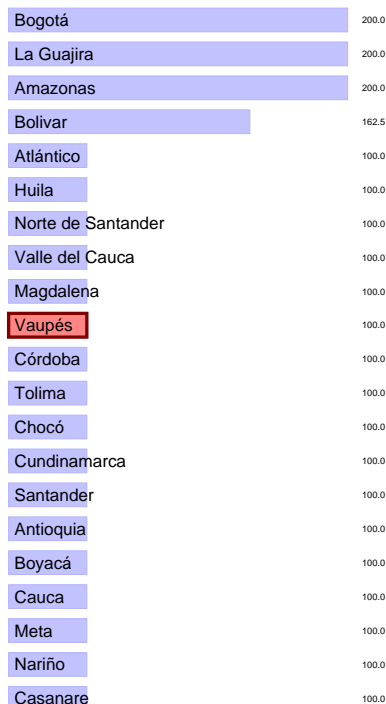 Bogotá 200.0
La Guajira 200.0
Amazonas 200.0
Bolivar 162.5
Atlántico 100.0
Huila 100.0
Norte de Santander 100.0
Valle del Cauca 100.0
Magdalena 100.0
Vaupés 100.0
Córdoba 100.0
Tolima 100.0
Chocó 100.0
Cundinamarca 100.0
Santander 100.0
Antioquia 100.0
Boyacá 100.0
Cauca 100.0
Meta 100.0
Nariño 100.0
Casanare 100.0